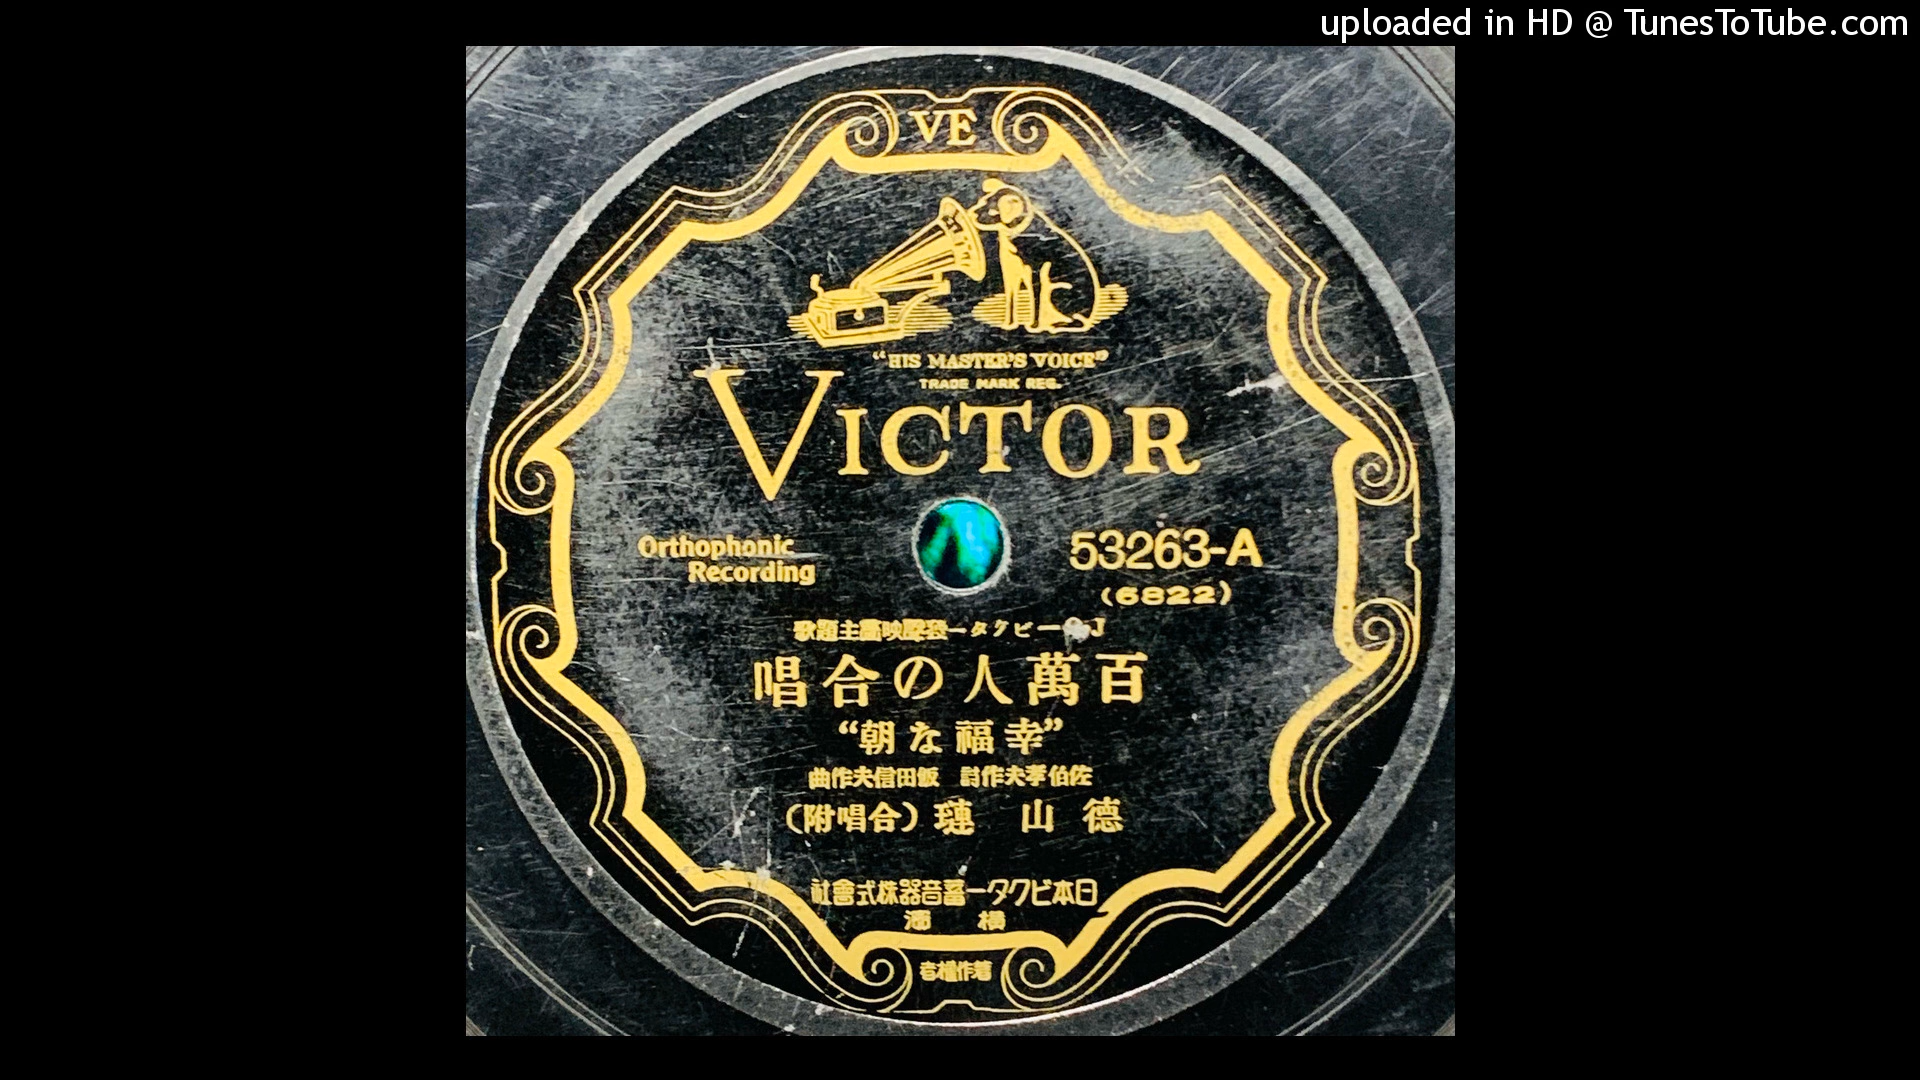 uploaded in HD @ TunesToTube.com
VE
“HIS MASTER'S VOICE”
TRADE MARK REG.
VICTOR
Orthophonic
Recording
53263-A
(6822)
ービクター發聲映畫主題歌
百萬人の合唱
“幸福な朝”
佐伯孝夫作詩 飯田信夫作曲
德山 璉 (合唱附)
日本ビクター蓄音器株式會社
横濱
著作權者